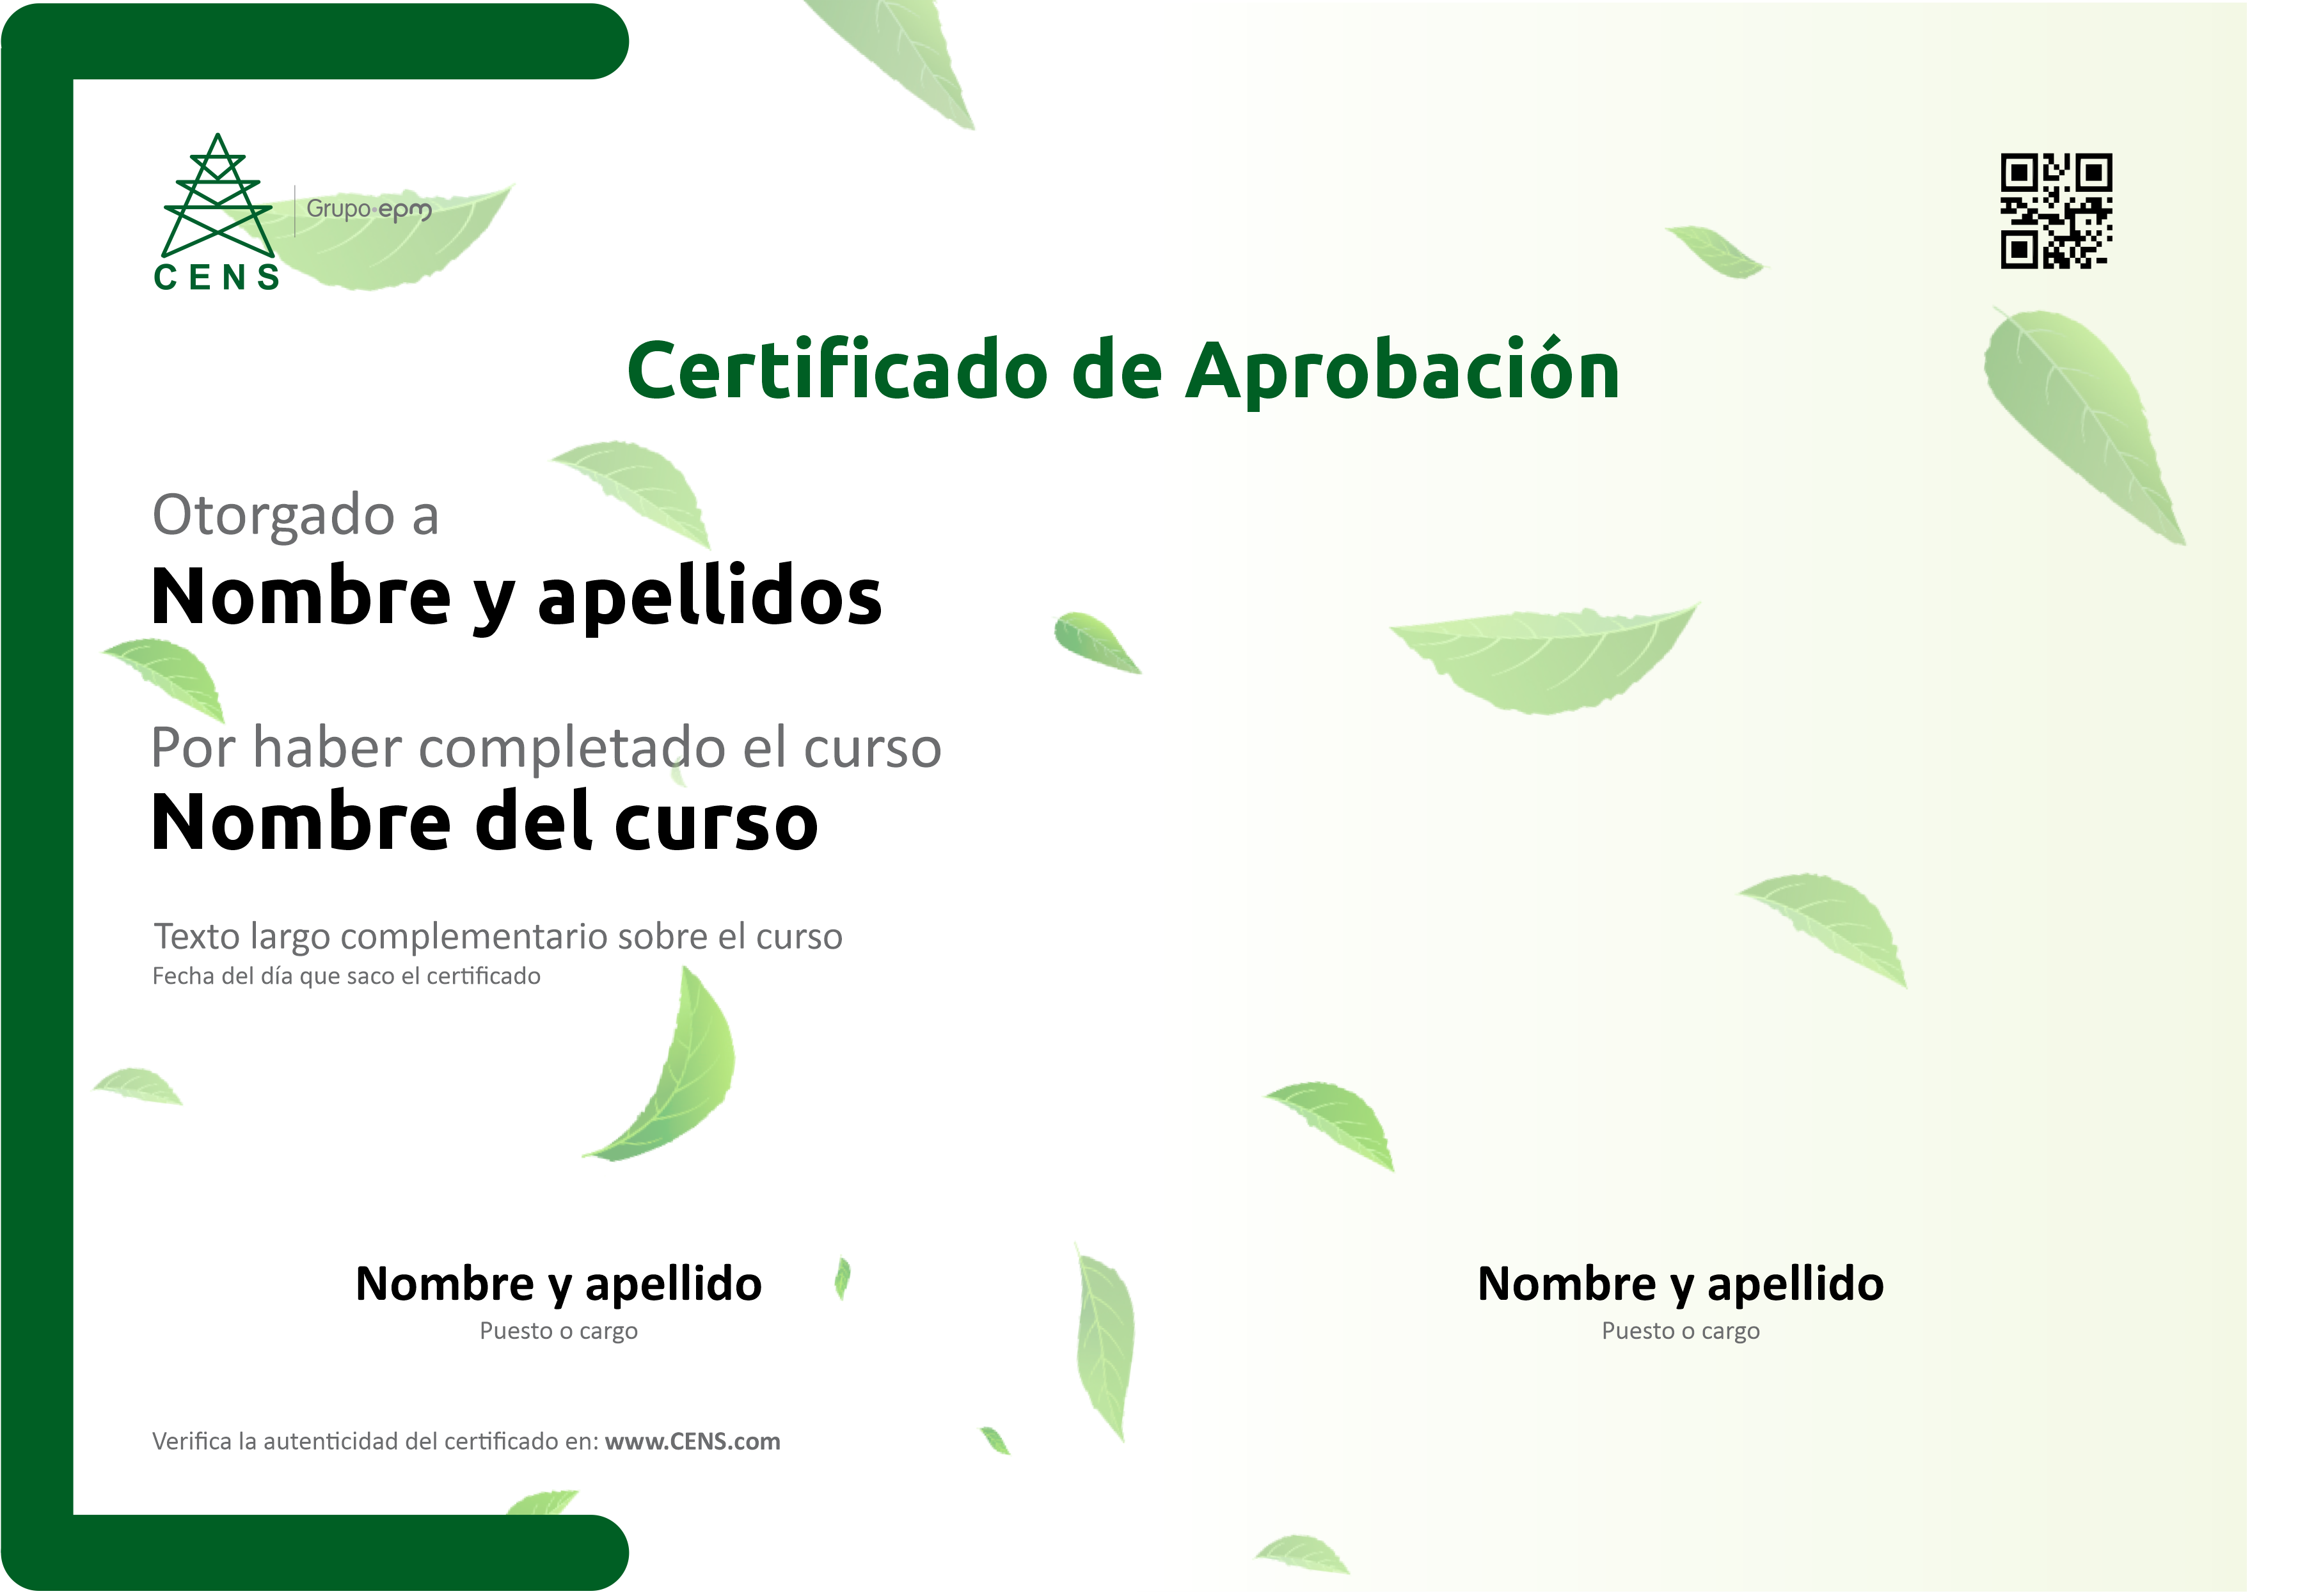 CENS
Grupo·epm
Certificado de Aprobación
Otorgado a
Nombre y apellidos
Por haber completado el curso
Nombre del curso
Texto largo complementario sobre el curso
Fecha del día que saco el certificado
Nombre y apellido
Puesto o cargo
Nombre y apellido
Puesto o cargo
Verifica la autenticidad del certificado en: www.CENS.com